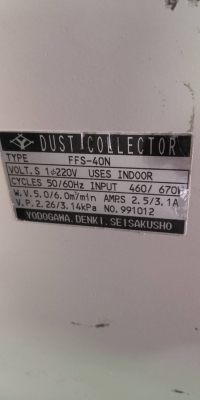 DUST COLLECTOR
TYPE FFS-40N
VOLT.S 1φ220V USES INDOOR
CYCLES 50/60Hz INPUT 460/670W
W.V.5.0/6.0m³/min AMRS 2.5/3.1A
V.P.2.26/3.14kPa NO.991012
YODOGAWA.DENKI.SEISAKUSHO